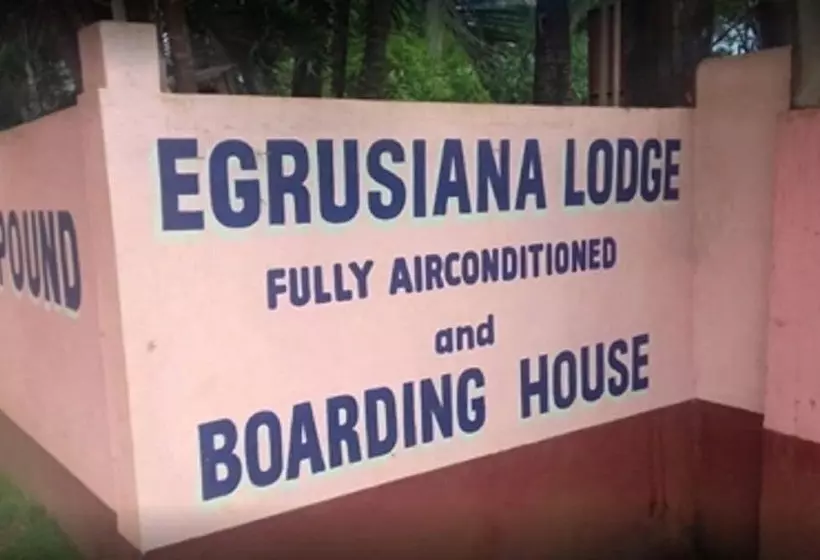 POUND
EGRUSIANA LODGE
FULLY AIRCONDITIONED
and
BOARDING HOUSE